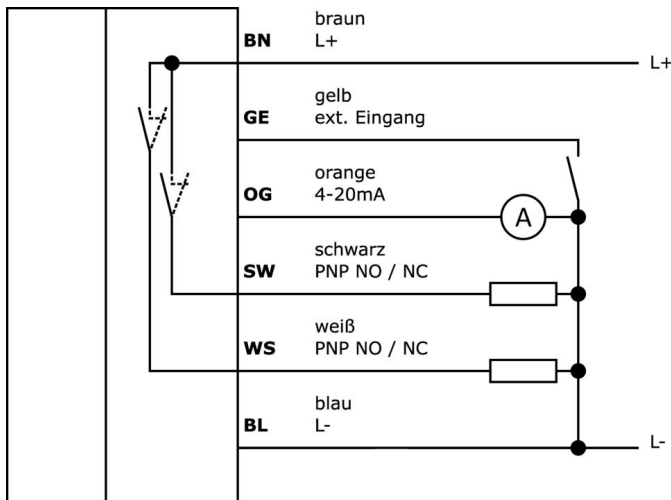 braun
BN L+
L+
gelb
GE ext. Eingang
orange
OG 4-20mA
A
schwarz
SW PNP NO / NC
weiß
WS PNP NO / NC
blau
BL L-
L-